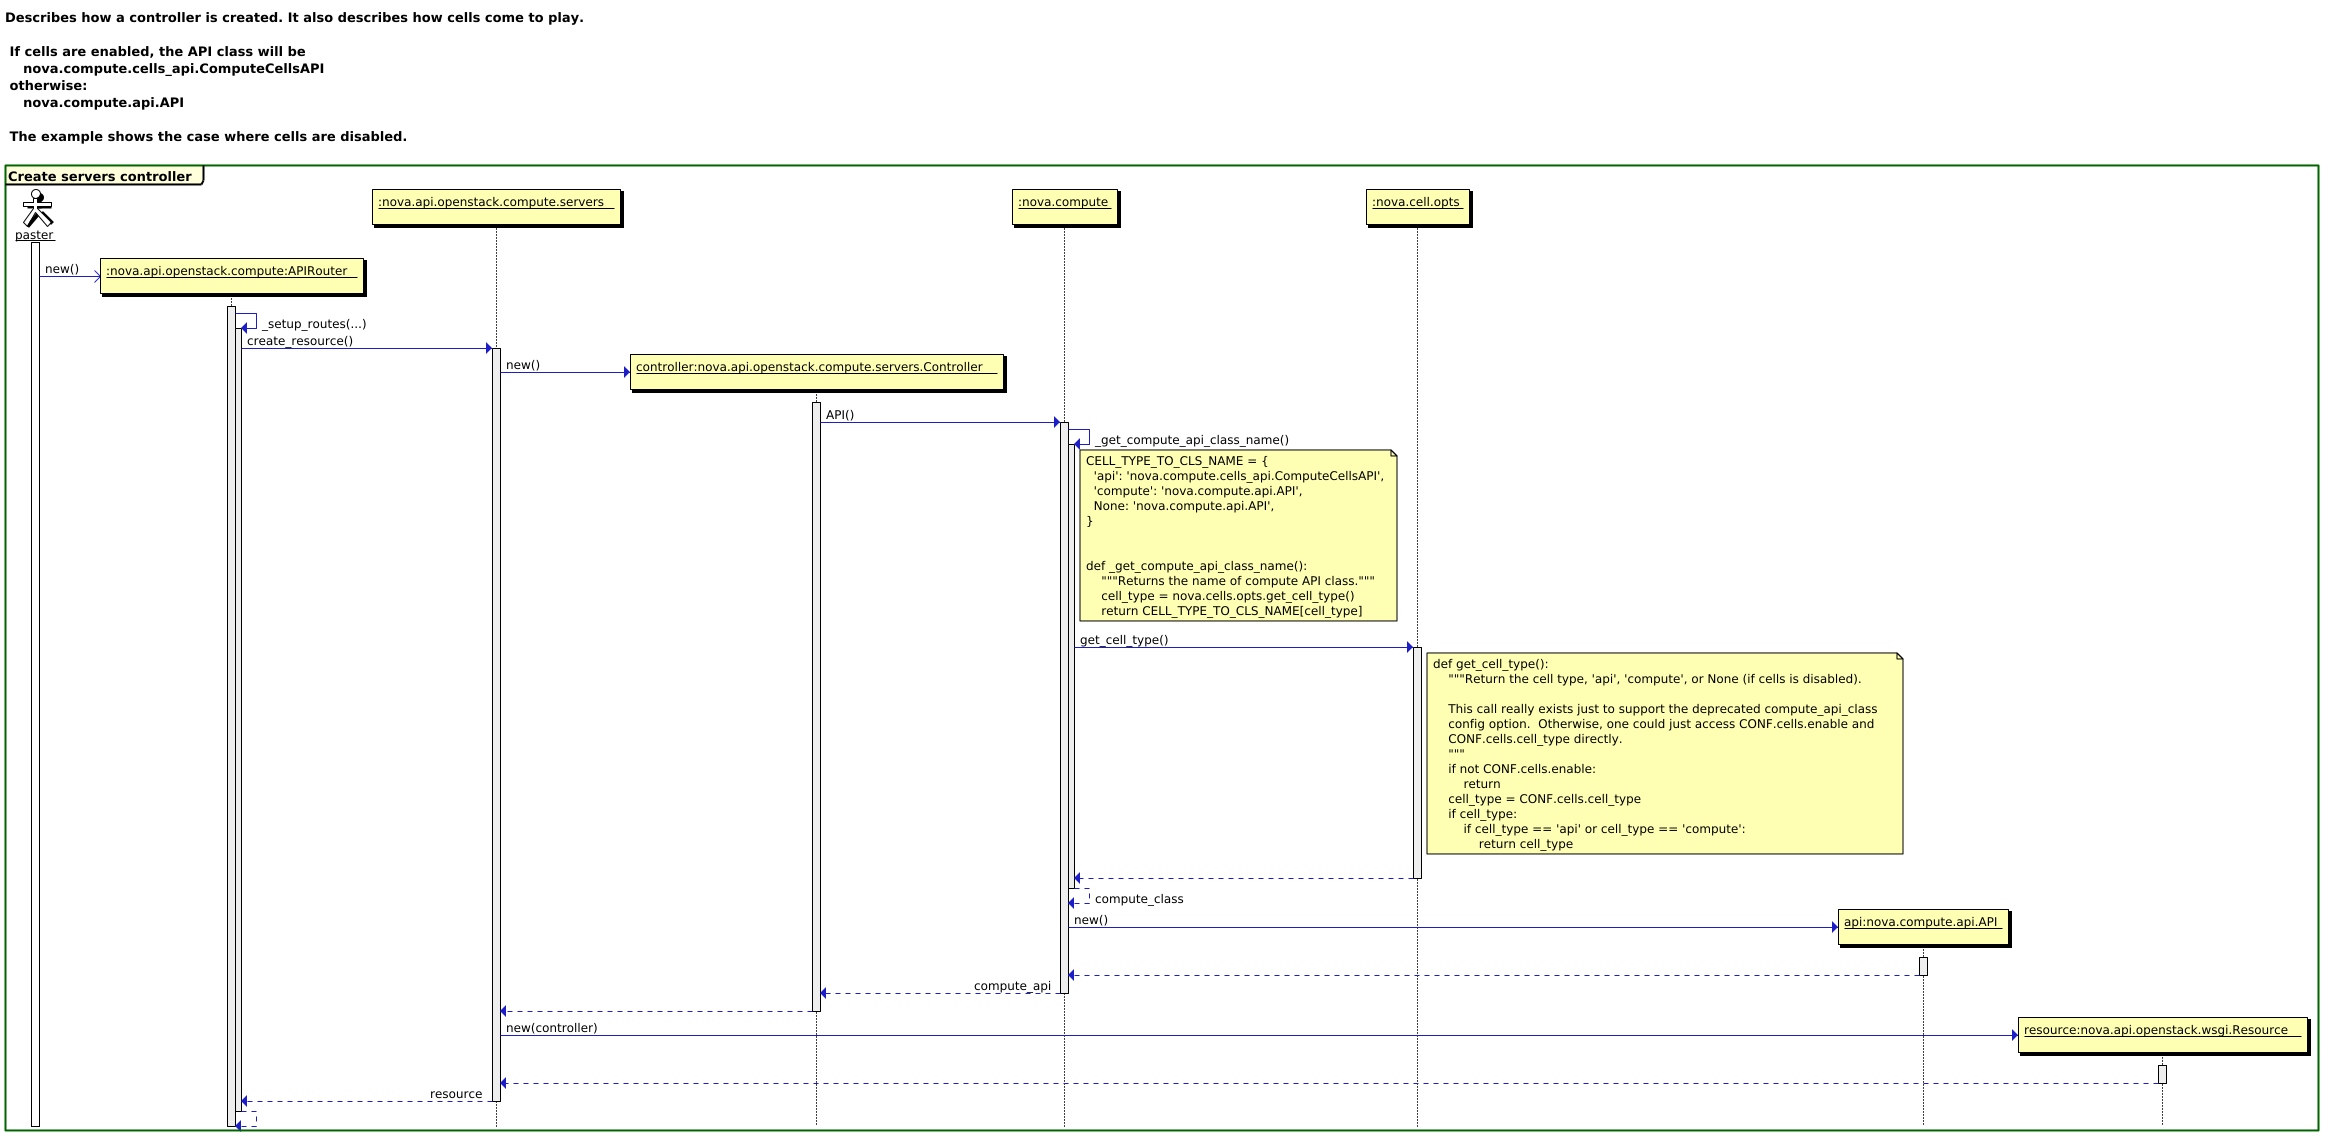 Describes how a controller is created. It also describes how cells come to play.
If cells are enabled, the API class will be
nova.compute.cells_api.ComputeCellsAPI
otherwise:
nova.compute.api.API
The example shows the case where cells are disabled.
Create servers controller
paster
:nova.api.openstack.compute.servers
:nova.compute
:nova.cell.opts
new()
:nova.api.openstack.compute:APIRouter
_setup_routes(...)
create_resource()
new()
controller:nova.api.openstack.compute.servers.Controller
API()
_get_compute_api_class_name()
CELL_TYPE_TO_CLS_NAME = {
'api': 'nova.compute.cells_api.ComputeCellsAPI',
'compute': 'nova.compute.api.API',
None: 'nova.compute.api.API',
}
def _get_compute_api_class_name():
"""Returns the name of compute API class."""
cell_type = nova.cells.opts.get_cell_type()
return CELL_TYPE_TO_CLS_NAME[cell_type]
get_cell_type()
def get_cell_type():
"""Return the cell type, 'api', 'compute', or None (if cells is disabled).
This call really exists just to support the deprecated compute_api_class
config option.  Otherwise, one could just access CONF.cells.enable and
CONF.cells.cell_type directly.
"""
if not CONF.cells.enable:
return
cell_type = CONF.cells.cell_type
if cell_type:
if cell_type == 'api' or cell_type == 'compute':
return cell_type
compute_class
new()
api:nova.compute.api.API
compute_api
new(controller)
resource:nova.api.openstack.wsgi.Resource
resource